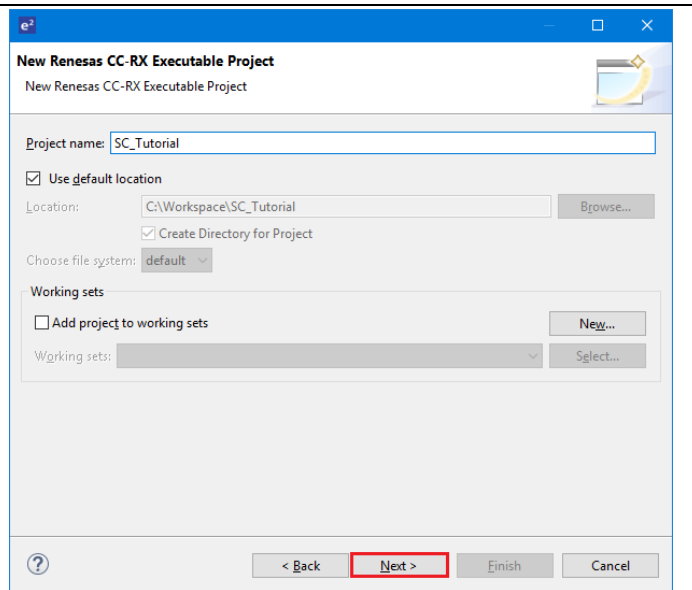 e²
New Renesas CC-RX Executable Project
New Renesas CC-RX Executable Project
Project name: SC_Tutorial
Use default location
Location: C:\Workspace\SC_Tutorial Browse...
Create Directory for Project
Choose file system: default
Working sets
Add project to working sets New...
Working sets: Select...
? < Back Next > Finish Cancel